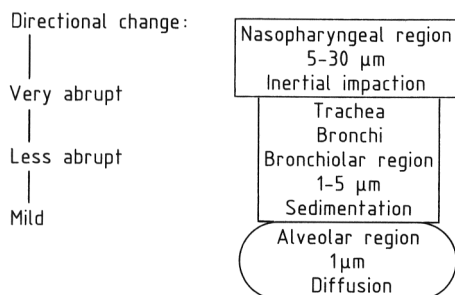 Directional change:
Very abrupt
Less abrupt
Mild
Nasopharyngeal region
5-30 μm
Inertial impaction
Trachea
Bronchi
Bronchiolar region
1-5 μm
Sedimentation
Alveolar region
1μm
Diffusion